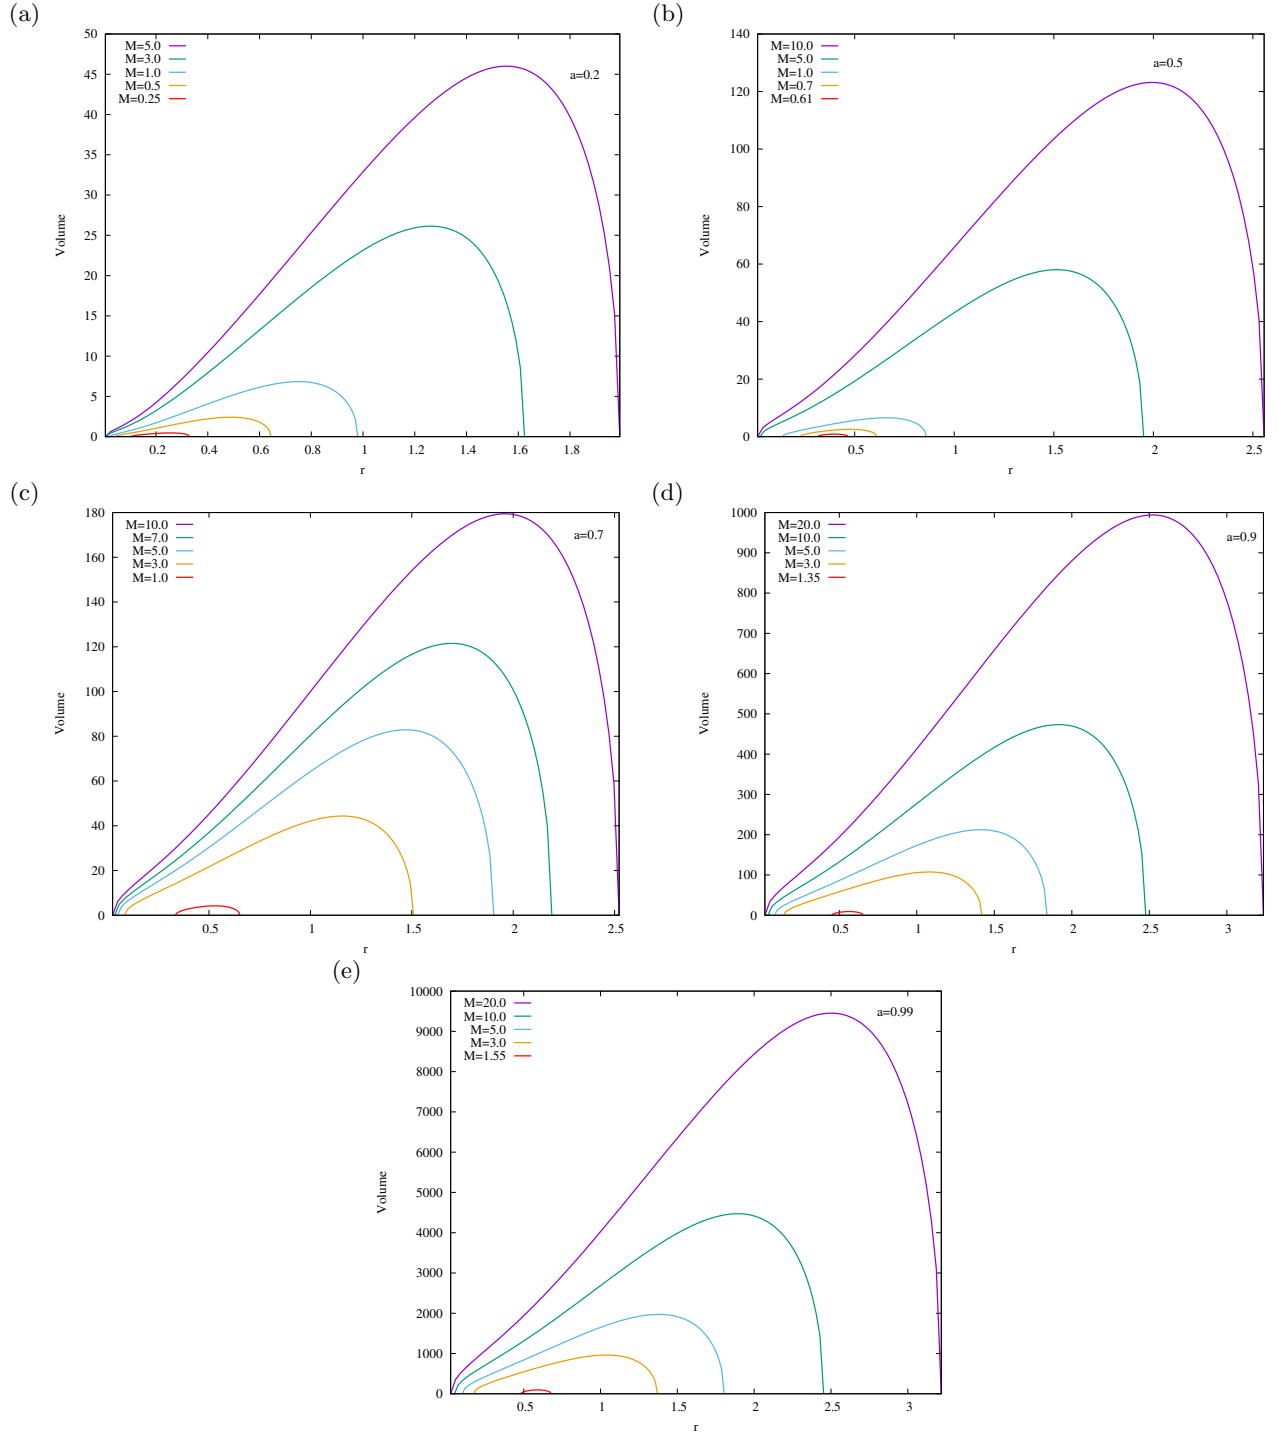 (a)
50
45
40
35
30
25
20
15
10
5
0
Volume
M=5.0
M=3.0
M=1.0
M=0.5
M=0.25
a=0.2
0.2 0.4 0.6 0.8 1 1.2 1.4 1.6 1.8
r
(b)
140
120
100
80
60
40
20
0
Volume
M=10.0
M=5.0
M=1.0
M=0.7
M=0.61
a=0.5
0.5 1 1.5 2 2.5
r
(c)
180
160
140
120
100
80
60
40
20
0
Volume
M=10.0
M=7.0
M=5.0
M=3.0
M=1.0
a=0.7
0.5 1 1.5 2 2.5
r
(d)
1000
900
800
700
600
500
400
300
200
100
0
Volume
M=20.0
M=10.0
M=5.0
M=3.0
M=1.35
a=0.9
0.5 1 1.5 2 2.5 3
r
(e)
10000
9000
8000
7000
6000
5000
4000
3000
2000
1000
0
Volume
M=20.0
M=10.0
M=5.0
M=3.0
M=1.55
a=0.99
0.5 1 1.5 2 2.5 3
r